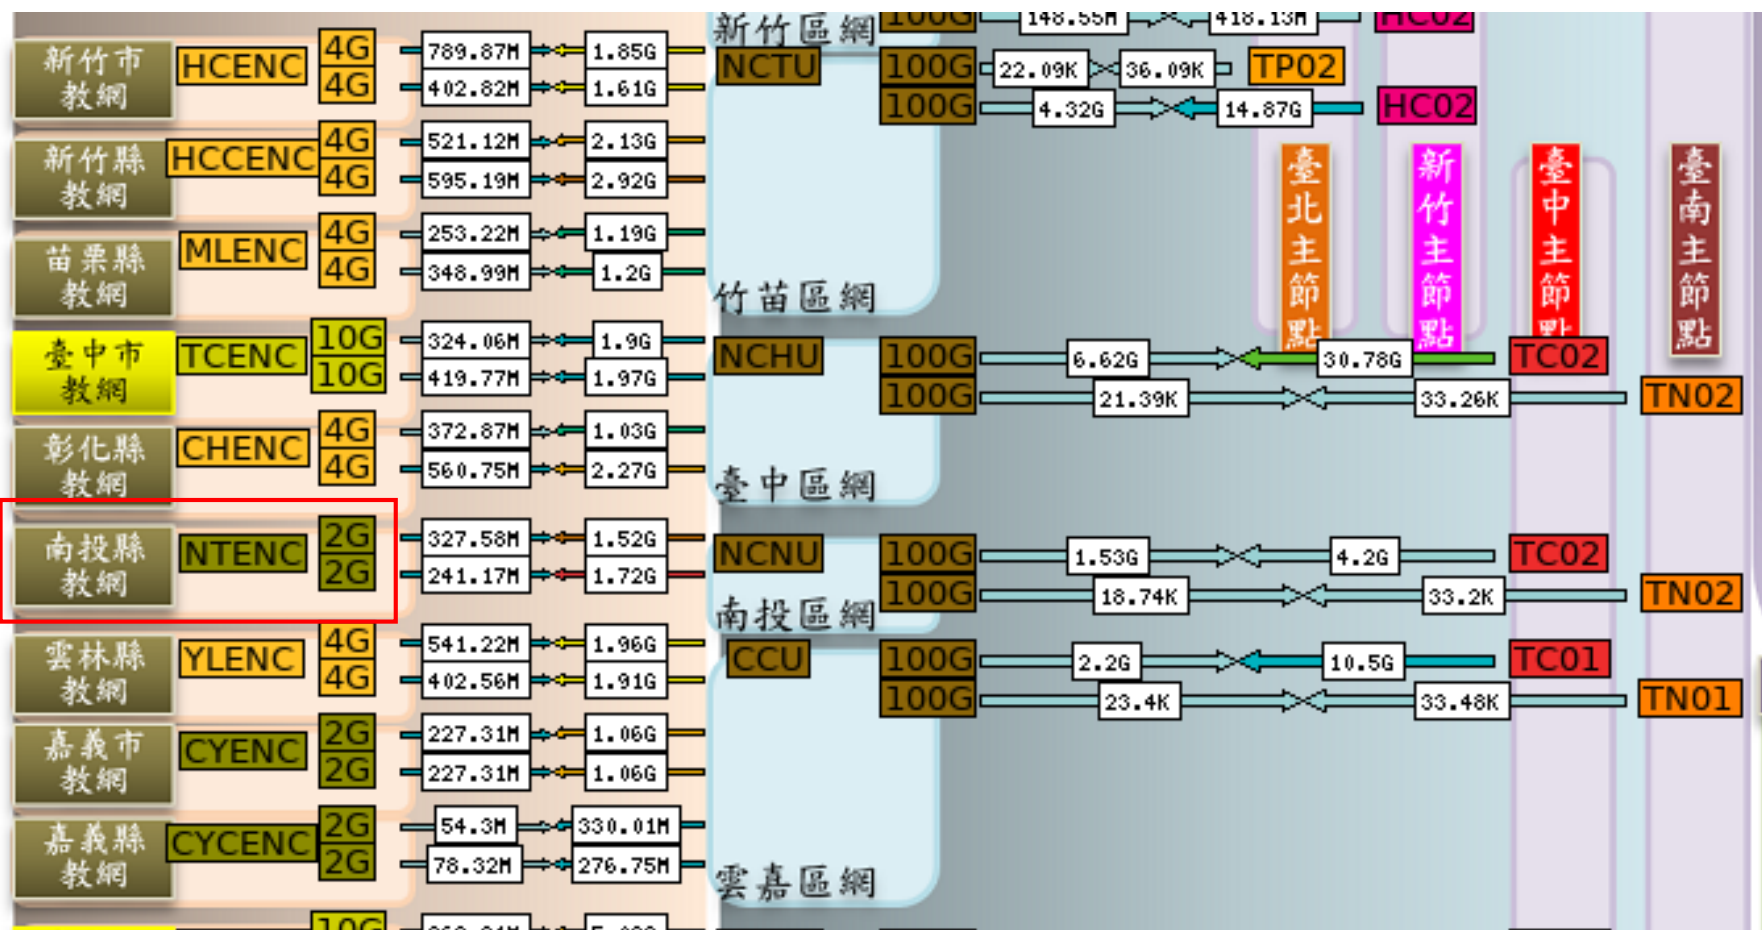 新竹區網 100G 148.55M 418.13M HC02
新竹市
教網
HCENC 4G 789.87M 1.85G
4G 402.82M 1.61G
NCTU 100G 22.09K 36.09K TP02
100G 4.32G 14.87G HC02
新竹縣
教網
HCCENC 4G 521.12M 2.13G
4G 595.19M 2.92G
臺北主節點
新竹主節點
臺中主節點
臺南主節點
苗栗縣
教網
MLENC 4G 253.22M 1.19G
4G 348.99M 1.2G
竹苗區網
臺中市
教網
TCENC 10G 324.06M 1.9G
10G 419.77M 1.97G
NCHU 100G 6.62G 30.78G TC02
100G 21.39K 33.26K TN02
彰化縣
教網
CHENC 4G 372.87M 1.03G
4G 560.75M 2.27G
臺中區網
南投縣
教網
NTENC 2G 327.58M 1.52G
2G 241.17M 1.72G
NCNU 100G 1.53G 4.2G TC02
100G 18.74K 33.2K TN02
南投區網
雲林縣
教網
YLENC 4G 541.22M 1.96G
4G 402.56M 1.91G
CCU 100G 2.2G 10.5G TC01
100G 23.4K 33.48K TN01
嘉義市
教網
CYENC 2G 227.31M 1.06G
2G 227.31M 1.06G
嘉義縣
教網
CYCENC 2G 54.3M 330.01M
2G 78.32M 276.75M
雲嘉區網
10G